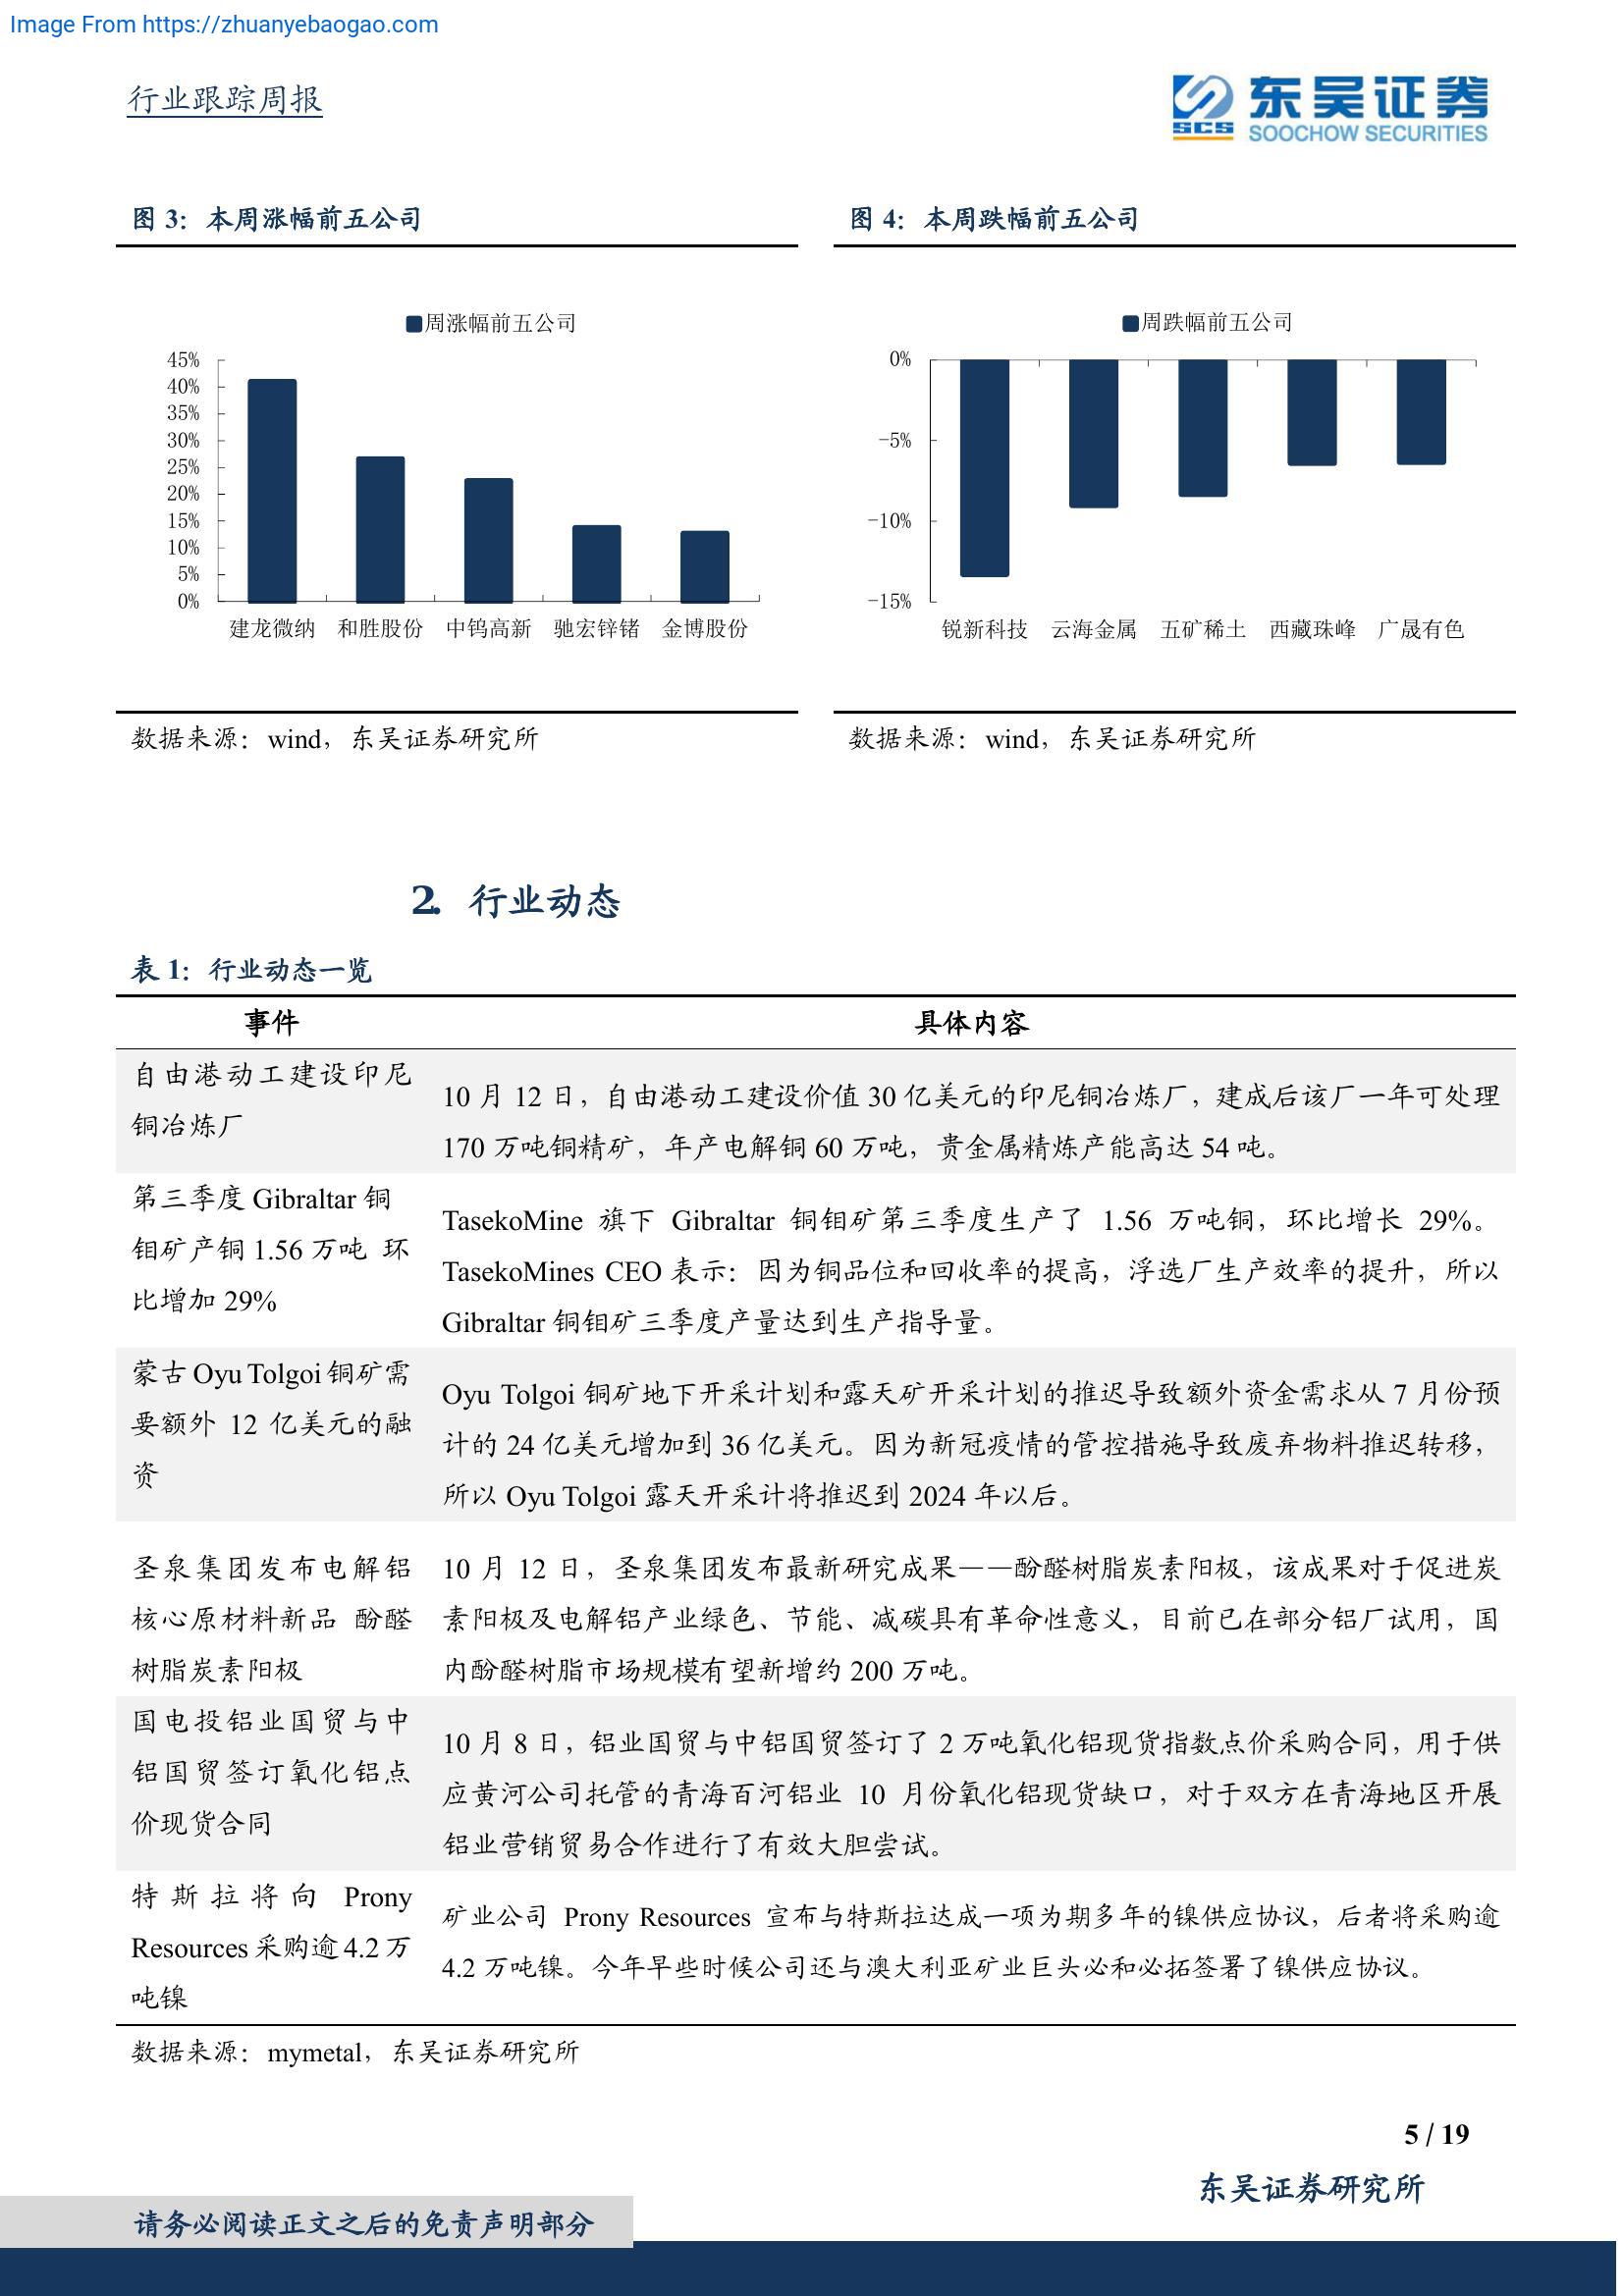 Image From https://zhuanyebaogao.com
行业跟踪周报
SCS
东吴证券
SOOCHOW SECURITIES
图 3：本周涨幅前五公司
周涨幅前五公司
45%
40%
35%
30%
25%
20%
15%
10%
5%
0%
建龙微纳 和胜股份 中钨高新 驰宏锌锗 金博股份
数据来源：wind，东吴证券研究所
图 4：本周跌幅前五公司
周跌幅前五公司
0%
-5%
-10%
-15%
锐新科技 云海金属 五矿稀土 西藏珠峰 广晟有色
数据来源：wind，东吴证券研究所
2. 行业动态
表 1：行业动态一览
事件 具体内容
自由港动工建设印尼
铜冶炼厂
10 月 12 日，自由港动工建设价值 30 亿美元的印尼铜冶炼厂，建成后该厂一年可处理
170 万吨铜精矿，年产电解铜 60 万吨，贵金属精炼产能高达 54 吨。
第三季度 Gibraltar 铜
钼矿产铜 1.56 万吨 环
比增加 29%
TasekoMine 旗下 Gibraltar 铜钼矿第三季度生产了 1.56 万吨铜，环比增长 29%。
TasekoMines CEO 表示：因为铜品位和回收率的提高，浮选厂生产效率的提升，所以
Gibraltar 铜钼矿三季度产量达到生产指导量。
蒙古 Oyu Tolgoi 铜矿需
要额外 12 亿美元的融
资
Oyu Tolgoi 铜矿地下开采计划和露天矿开采计划的推迟导致额外资金需求从 7 月份预
计的 24 亿美元增加到 36 亿美元。因为新冠疫情的管控措施导致废弃物料推迟转移，
所以 Oyu Tolgoi 露天开采计将推迟到 2024 年以后。
圣泉集团发布电解铝
核心原材料新品 酚醛
树脂炭素阳极
10 月 12 日，圣泉集团发布最新研究成果——酚醛树脂炭素阳极，该成果对于促进炭
素阳极及电解铝产业绿色、节能、减碳具有革命性意义，目前已在部分铝厂试用，国
内酚醛树脂市场规模有望新增约 200 万吨。
国电投铝业国贸与中
铝国贸签订氧化铝点
价现货合同
10 月 8 日，铝业国贸与中铝国贸签订了 2 万吨氧化铝现货指数点价采购合同，用于供
应黄河公司托管的青海百河铝业 10 月份氧化铝现货缺口，对于双方在青海地区开展
铝业营销贸易合作进行了有效大胆尝试。
特斯拉将向 Prony
Resources 采购逾 4.2 万
吨镍
矿业公司 Prony Resources 宣布与特斯拉达成一项为期多年的镍供应协议，后者将采购逾
4.2 万吨镍。今年早些时候公司还与澳大利亚矿业巨头必和必拓签署了镍供应协议。
数据来源：mymetal，东吴证券研究所
5 / 19
东吴证券研究所
请务必阅读正文之后的免责声明部分